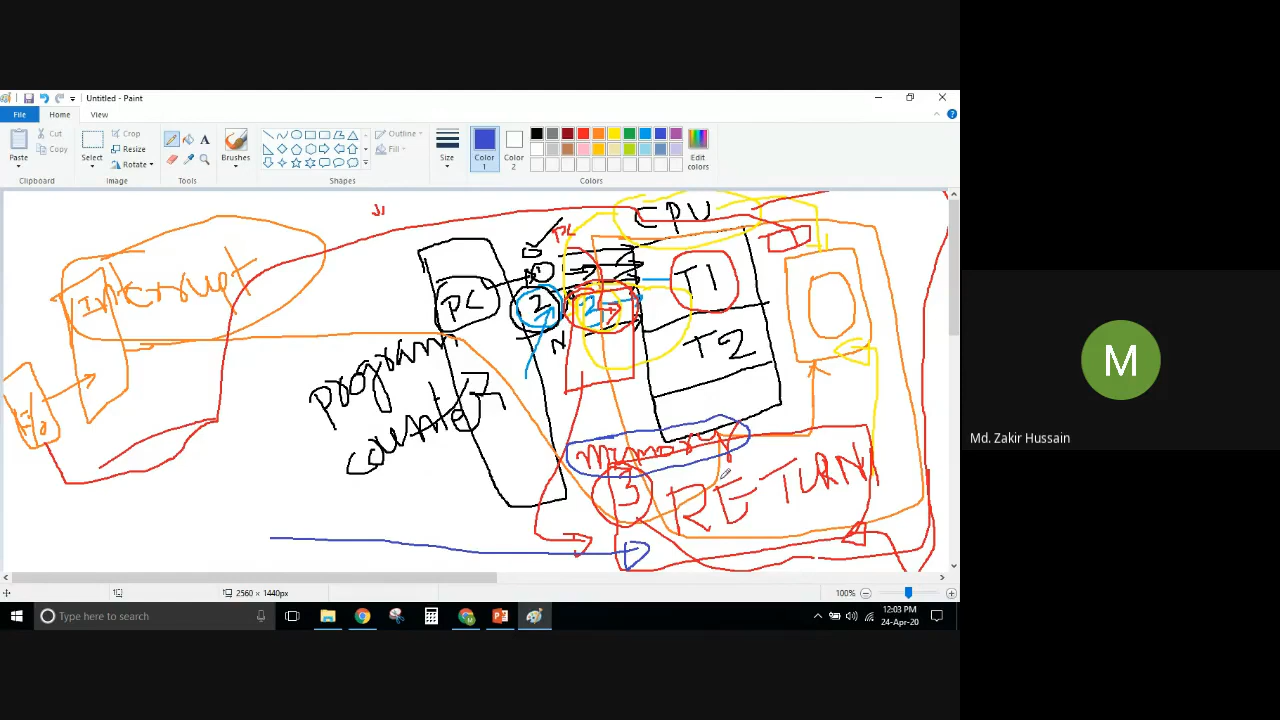 Untitled - Paint
File Home View
Paste
Cut
Copy
Select
Crop
Resize
Rotate
Brushes
Outline
Fill
Size
Color
1
Color
2
Edit
colors
Clipboard
Image
Tools
Shapes
Colors
CPU
PC
1
2
2
N
T1
T2
Interrupt
I/O
program
counter
memory
3
RETURN
Md. Zakir Hussain
M
2560 × 1440px
100%
Type here to search
12:03 PM
24-Apr-20